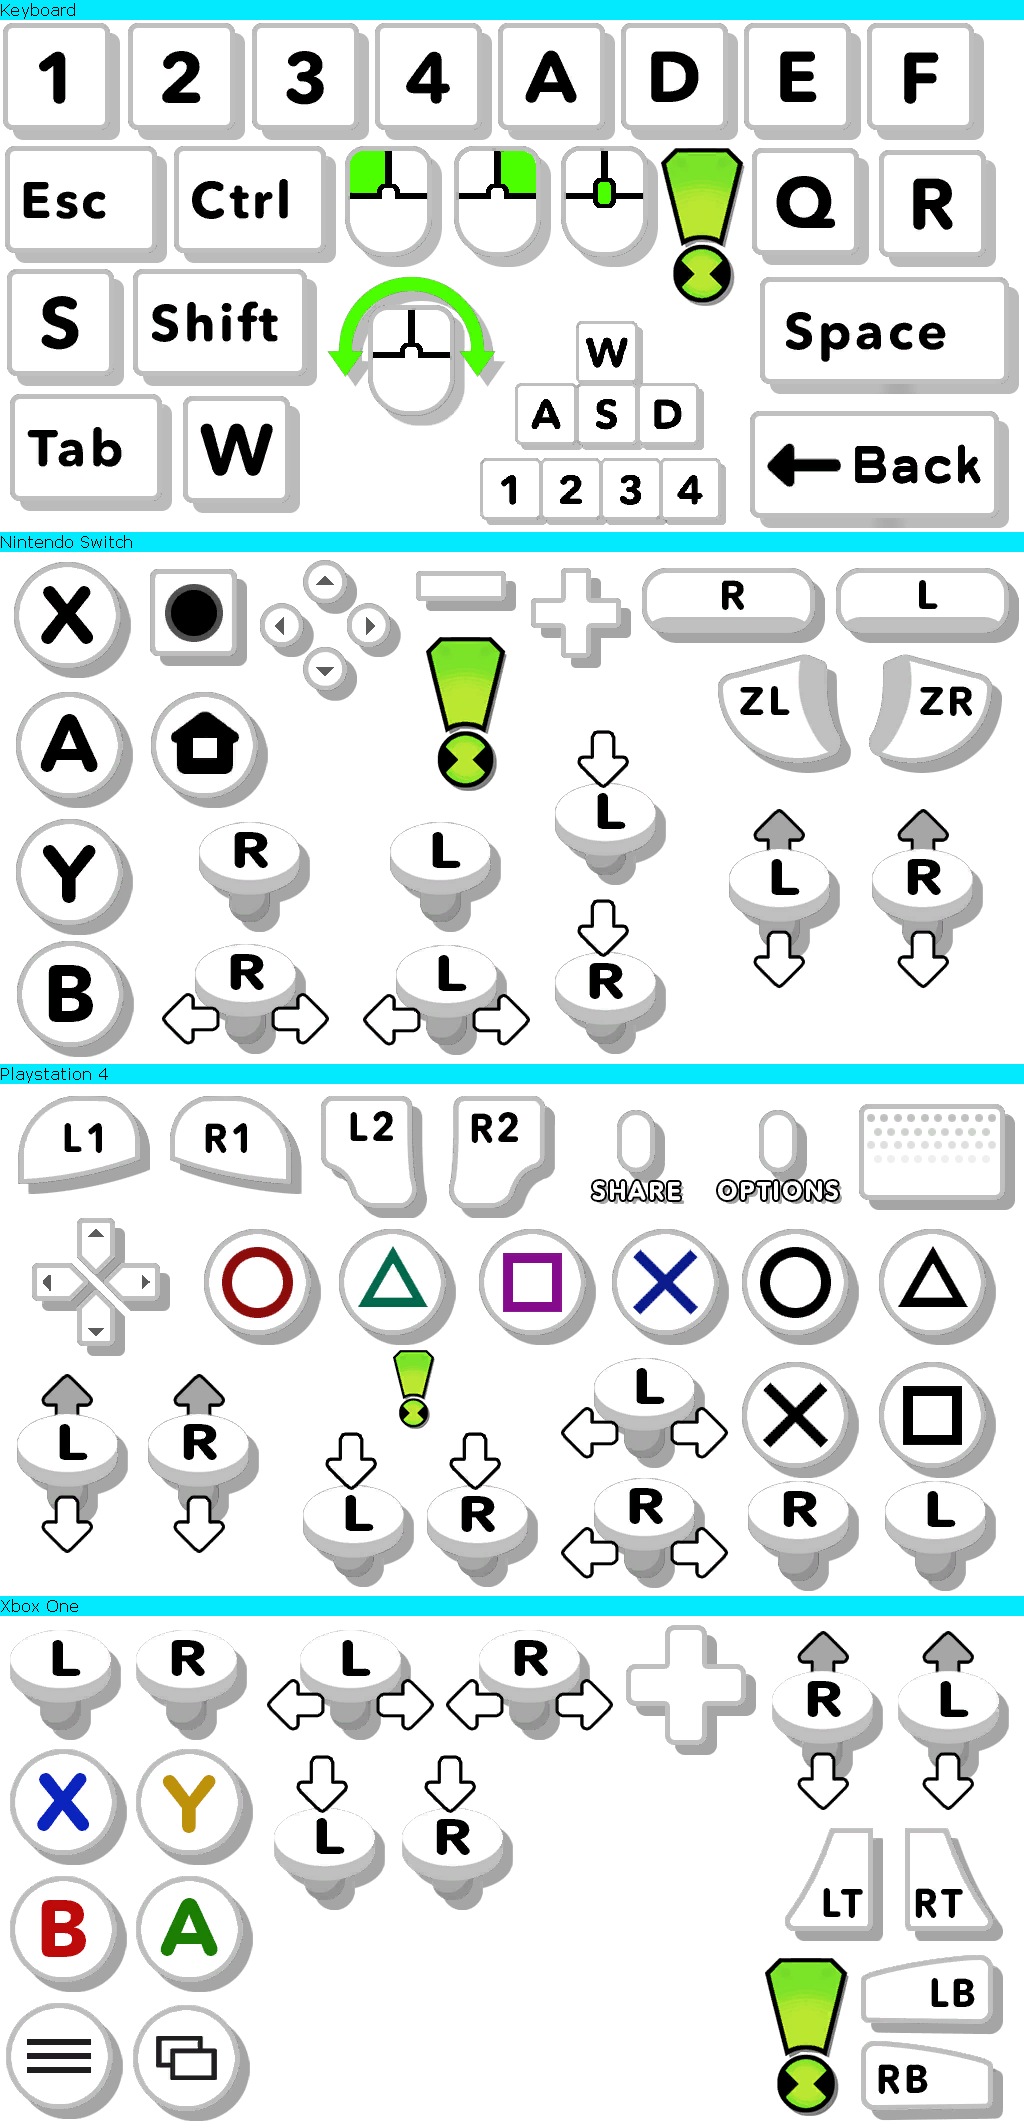 Keyboard
1 2 3 4 A D E F
Esc Ctrl Q R
S Shift Space
W
A S D
Tab W Back
1 2 3 4
Nintendo Switch
X R L
ZL ZR
A
L
Y R L L R
B R L R
Playstation 4
L1 R1 L2 R2
SHARE OPTIONS
L
L R
L R R R L
Xbox One
L R L R R L
X Y
L R
B A LT RT
LB
RB